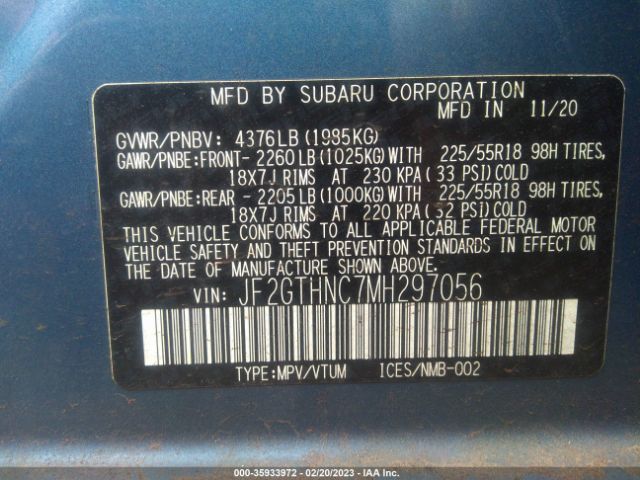 MFD BY SUBARU CORPORATION
MFD IN 11/20
GVWR/PNBV: 4376LB(1985KG)
GAWR/PNBE:FRONT- 2260LB(1025KG)WITH 225/55R18 98H TIRES,
18X7J RIMS AT 230 KPA(33 PSI)COLD
GAWR/PNBE:REAR - 2205LB(1000KG)WITH 225/55R18 98H TIRES,
18X7J RIMS AT 220 KPA(32 PSI)COLD
THIS VEHICLE CONFORMS TO ALL APPLICABLE FEDERAL MOTOR
VEHICLE SAFETY AND THEFT PREVENTION STANDARDS IN EFFECT ON
THE DATE OF MANUFACTURE SHOWN ABOVE.
VIN: JF2GTHNC7MH297056
TYPE:MPV/VTUM ICES/NMB-002
000-35933972 - 02/20/2023 - IAA Inc.